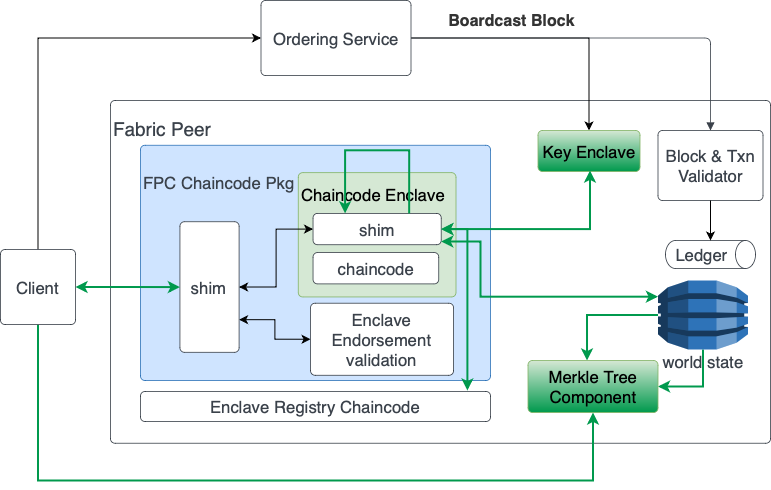 Boardcast Block
Ordering Service
Fabric Peer
Key Enclave
Block & Txn
Validator
FPC Chaincode Pkg
Chaincode Enclave
shim
chaincode
Ledger
Client
shim
Enclave
Endorsement
validation
world state
Merkle Tree
Component
Enclave Registry Chaincode